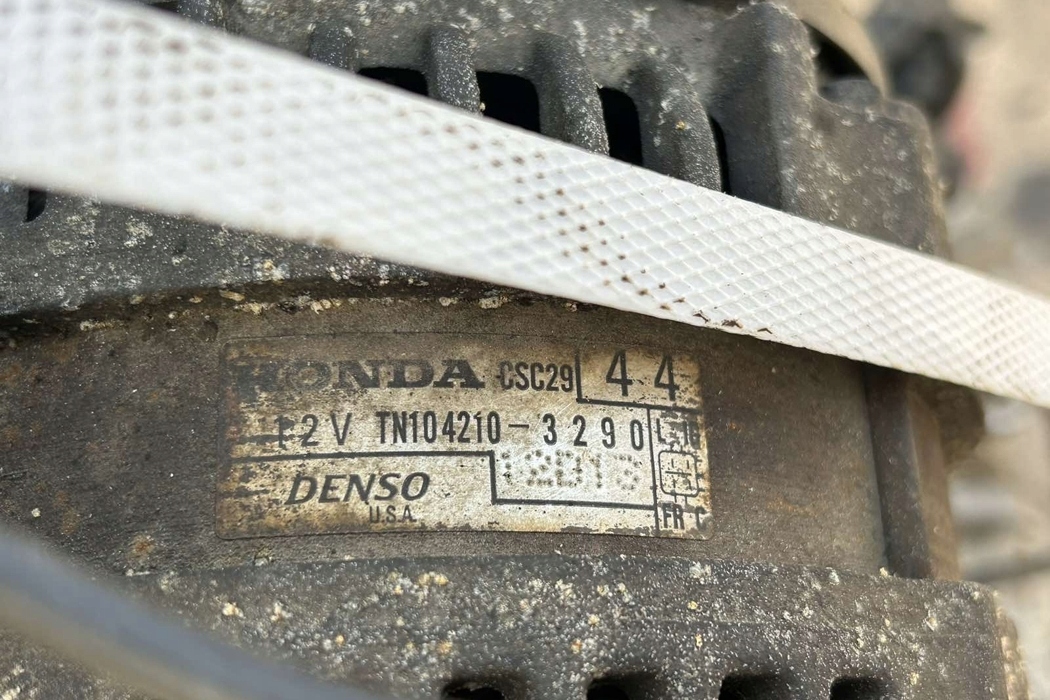 HONDA CSC29 44
12V TN104210-3290
DENSO
U.S.A.